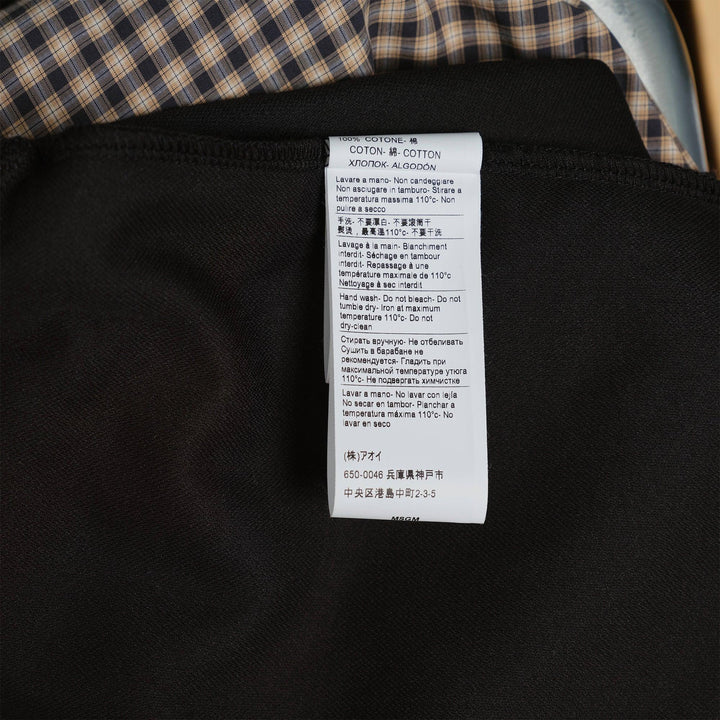 100% COTONE- 棉
COTON- 綿- COTTON
ХЛОПОК- ALGODÓN
Lavare a mano- Non candeggiare
Non asciugare in tamburo- Stirare a
temperatura massima 110°c- Non
pulire a secco
手洗- 不要漂白- 不要滾筒干
熨燙，最高溫110°c- 不要干洗
Lavage à la main- Blanchiment
interdit- Séchage en tambour
interdit- Repassage à une
température maximale de 110°c
Nettoyage à sec interdit
Hand wash- Do not bleach- Do not
tumble dry- Iron at maximum
temperature 110°c- Do not
dry-clean
Стирать вручную- Не отбеливать
Сушить в барабане не
рекомендуется- Гладить при
максимальной температуре утюга
110°c- Не подвергать химчистке
Lavar a mano- No lavar con lejía
No secar en tambor- Planchar a
temperatura máxima 110°c- No
lavar en seco
(株)アオイ
650-0046 兵庫県神戸市
中央区港島中町2-3-5
MSGM